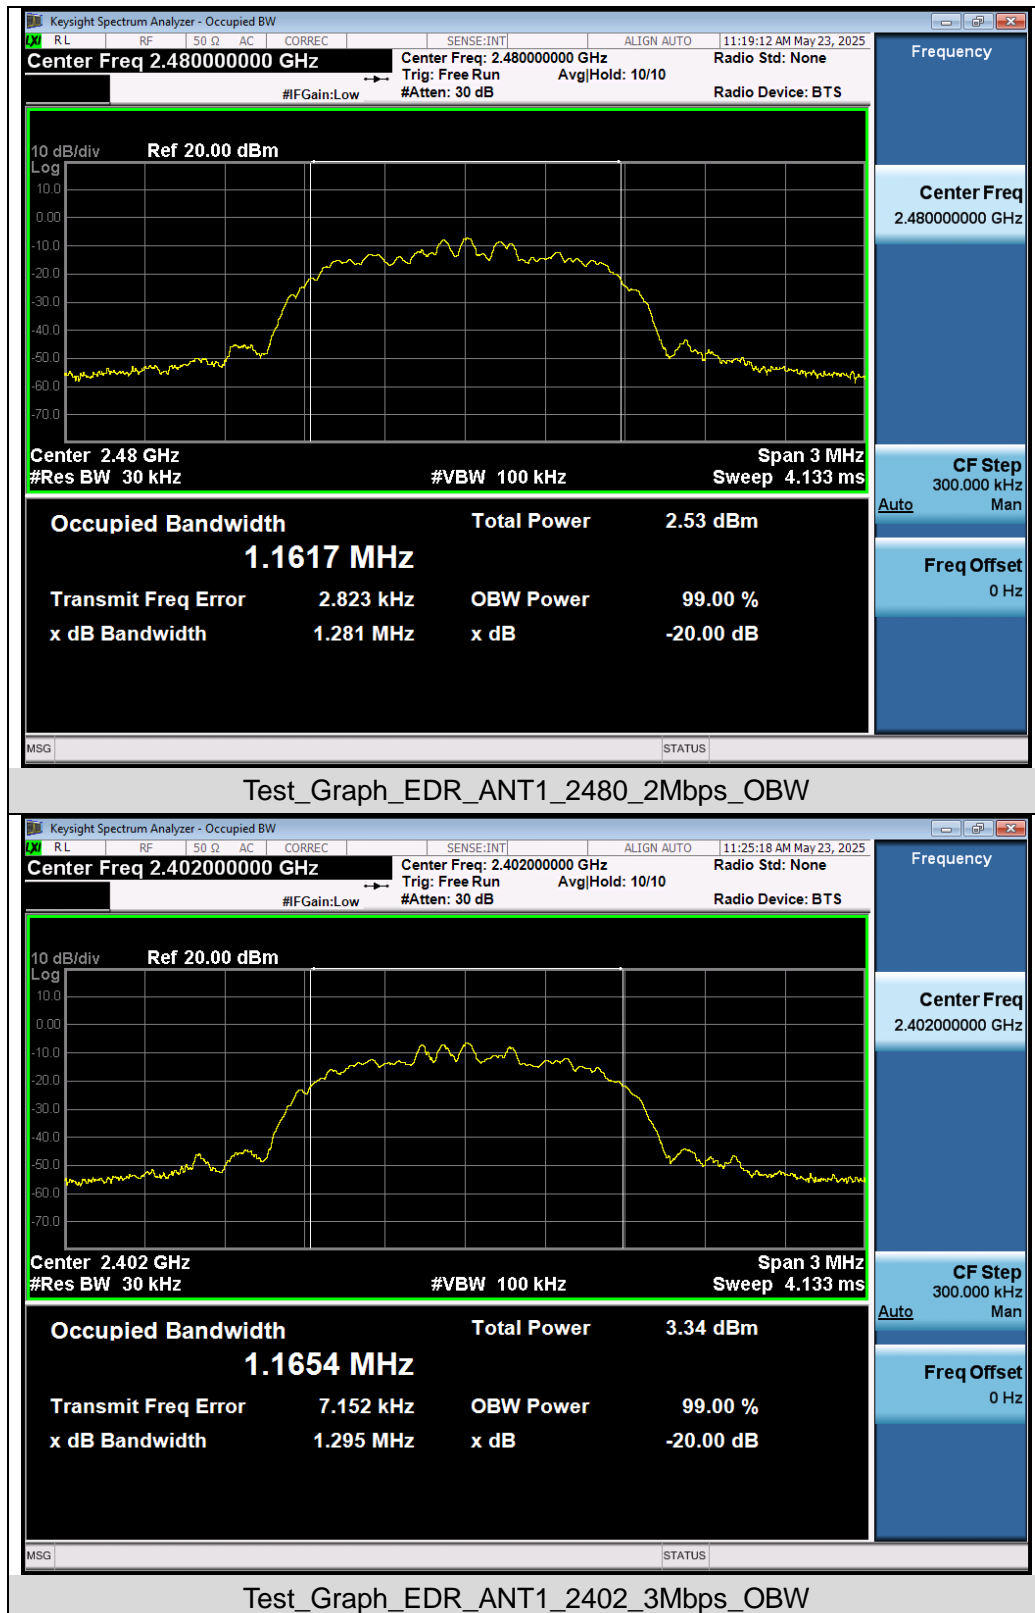 Keysight Spectrum Analyzer - Occupied BW
LXI RL RF 50 Ω AC CORREC SENSE:INT ALIGN AUTO 11:19:12 AM May 23, 2025
Center Freq 2.480000000 GHz
Center Freq: 2.480000000 GHz
Radio Std: None
Trig: Free Run Avg|Hold: 10/10
#IFGain:Low
#Atten: 30 dB
Radio Device: BTS
10 dB/div Ref 20.00 dBm
Log
10.0
0.00
-10.0
-20.0
-30.0
-40.0
-50.0
-60.0
-70.0
Center 2.48 GHz Span 3 MHz
#Res BW 30 kHz #VBW 100 kHz Sweep 4.133 ms
Occupied Bandwidth Total Power 2.53 dBm
1.1617 MHz
Transmit Freq Error 2.823 kHz OBW Power 99.00 %
x dB Bandwidth 1.281 MHz x dB -20.00 dB
MSG STATUS
Frequency
Center Freq
2.480000000 GHz
CF Step
300.000 kHz
Auto Man
Freq Offset
0 Hz
Test_Graph_EDR_ANT1_2480_2Mbps_OBW
Keysight Spectrum Analyzer - Occupied BW
LXI RL RF 50 Ω AC CORREC SENSE:INT ALIGN AUTO 11:25:18 AM May 23, 2025
Center Freq 2.402000000 GHz
Center Freq: 2.402000000 GHz
Radio Std: None
Trig: Free Run Avg|Hold: 10/10
#IFGain:Low
#Atten: 30 dB
Radio Device: BTS
10 dB/div Ref 20.00 dBm
Log
10.0
0.00
-10.0
-20.0
-30.0
-40.0
-50.0
-60.0
-70.0
Center 2.402 GHz Span 3 MHz
#Res BW 30 kHz #VBW 100 kHz Sweep 4.133 ms
Occupied Bandwidth Total Power 3.34 dBm
1.1654 MHz
Transmit Freq Error 7.152 kHz OBW Power 99.00 %
x dB Bandwidth 1.295 MHz x dB -20.00 dB
MSG STATUS
Frequency
Center Freq
2.402000000 GHz
CF Step
300.000 kHz
Auto Man
Freq Offset
0 Hz
Test_Graph_EDR_ANT1_2402_3Mbps_OBW